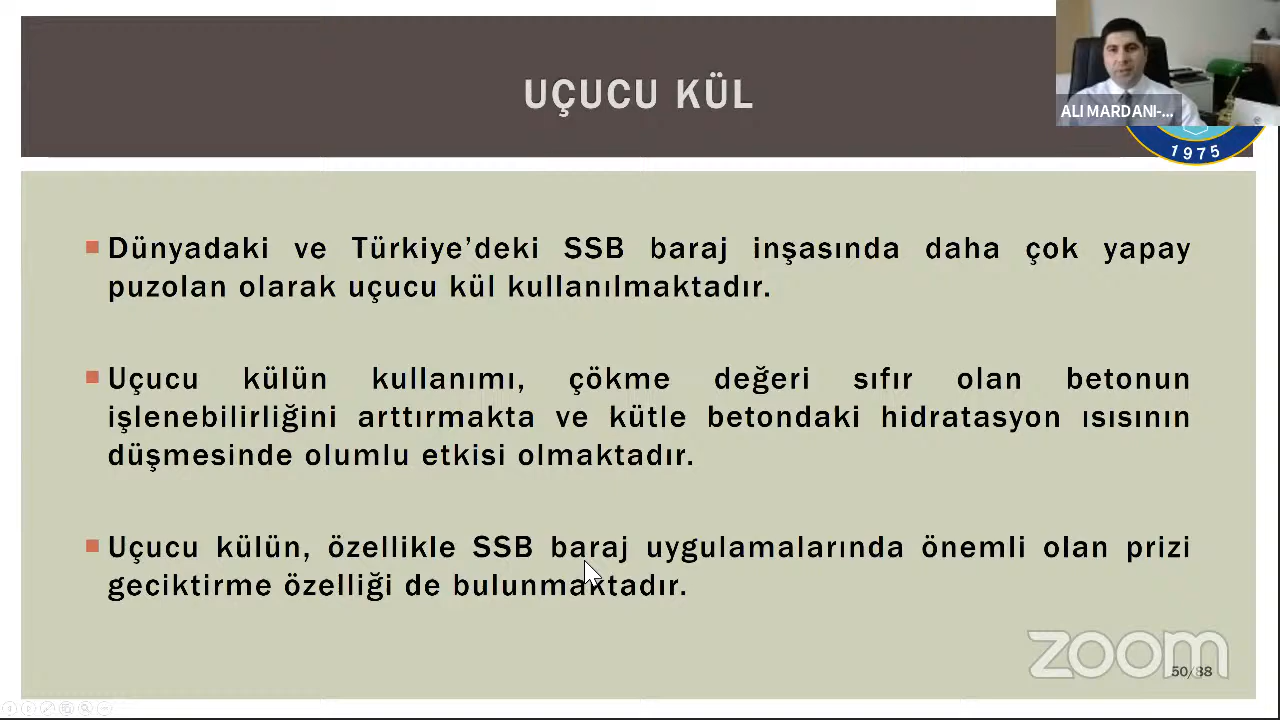 UÇUCU KÜL
ALI MARDANI-...
1975
Dünyadaki ve Türkiye’deki SSB baraj inşasında daha çok yapay
puzolan olarak uçucu kül kullanılmaktadır.
Uçucu külün kullanımı, çökme değeri sıfır olan betonun
işlenebilirliğini arttırmakta ve kütle betondaki hidratasyon ısısının
düşmesinde olumlu etkisi olmaktadır.
Uçucu külün, özellikle SSB baraj uygulamalarında önemli olan prizi
geciktirme özelliği de bulunmaktadır.
zoom
50/88